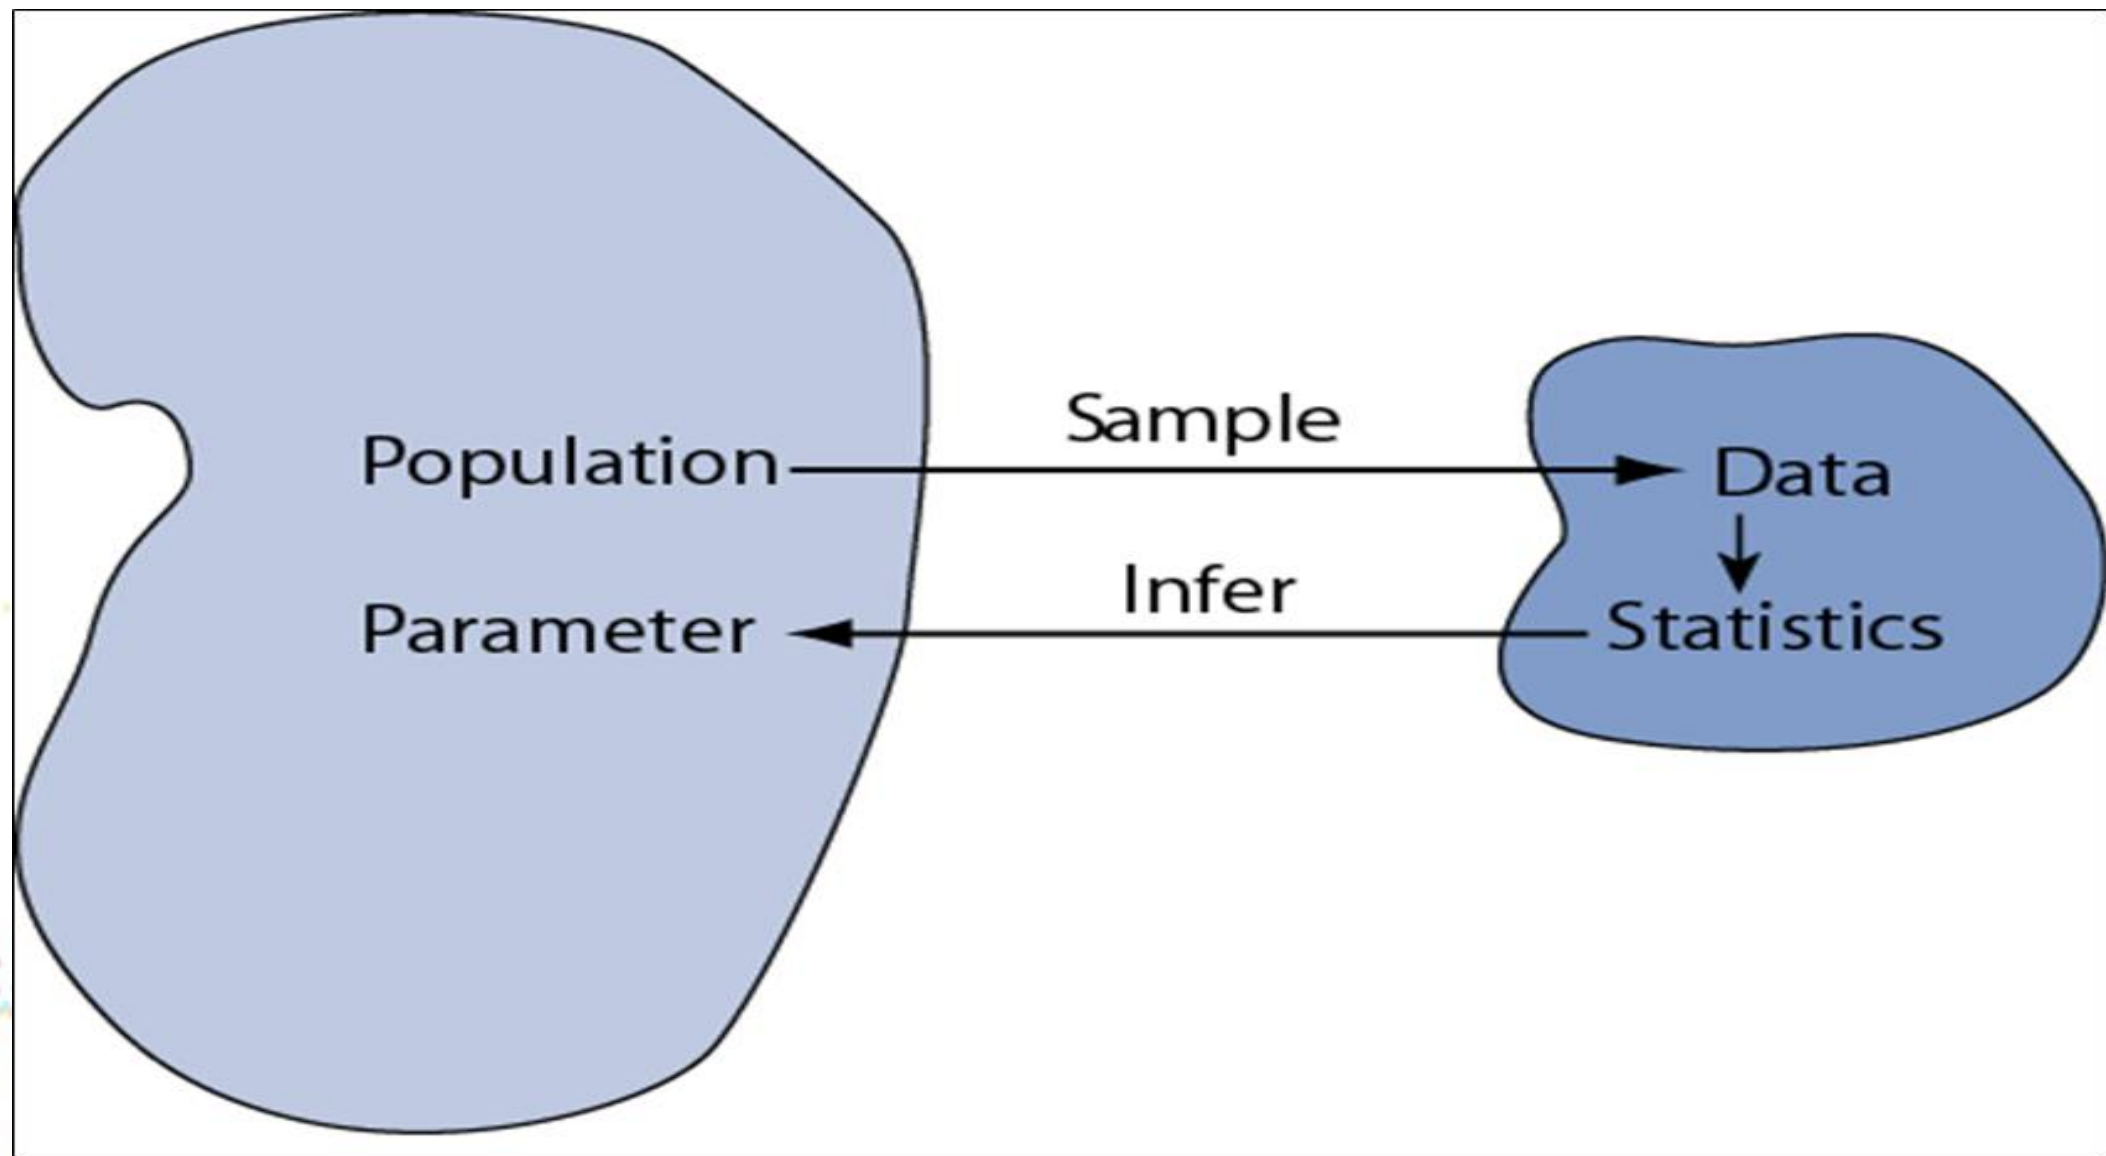 Sample
Population
Data
Infer
Parameter
Statistics